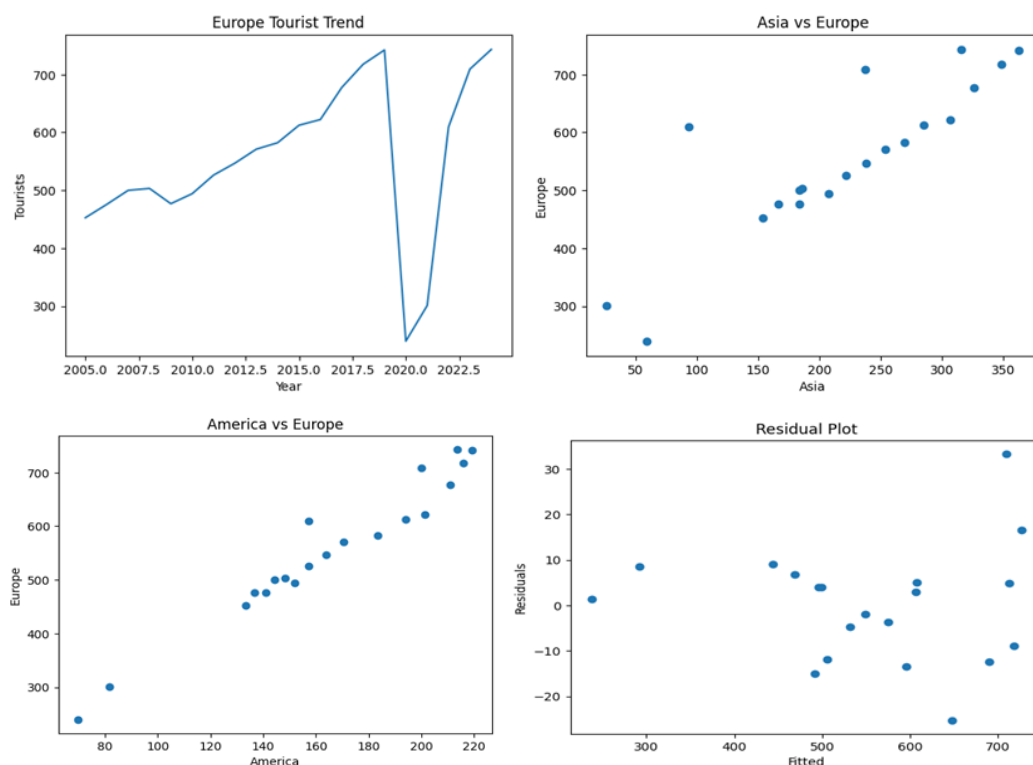 Europe Tourist Trend
700
600
500
400
300
Tourists
2005.0 2007.5 2010.0 2012.5 2015.0 2017.5 2020.0 2022.5
Year
Asia vs Europe
700
600
500
400
300
Europe
50 100 150 200 250 300 350
Asia
America vs Europe
700
600
500
400
300
Europe
80 100 120 140 160 180 200 220
America
Residual Plot
30
20
10
0
−10
−20
Residuals
300 400 500 600 700
Fitted